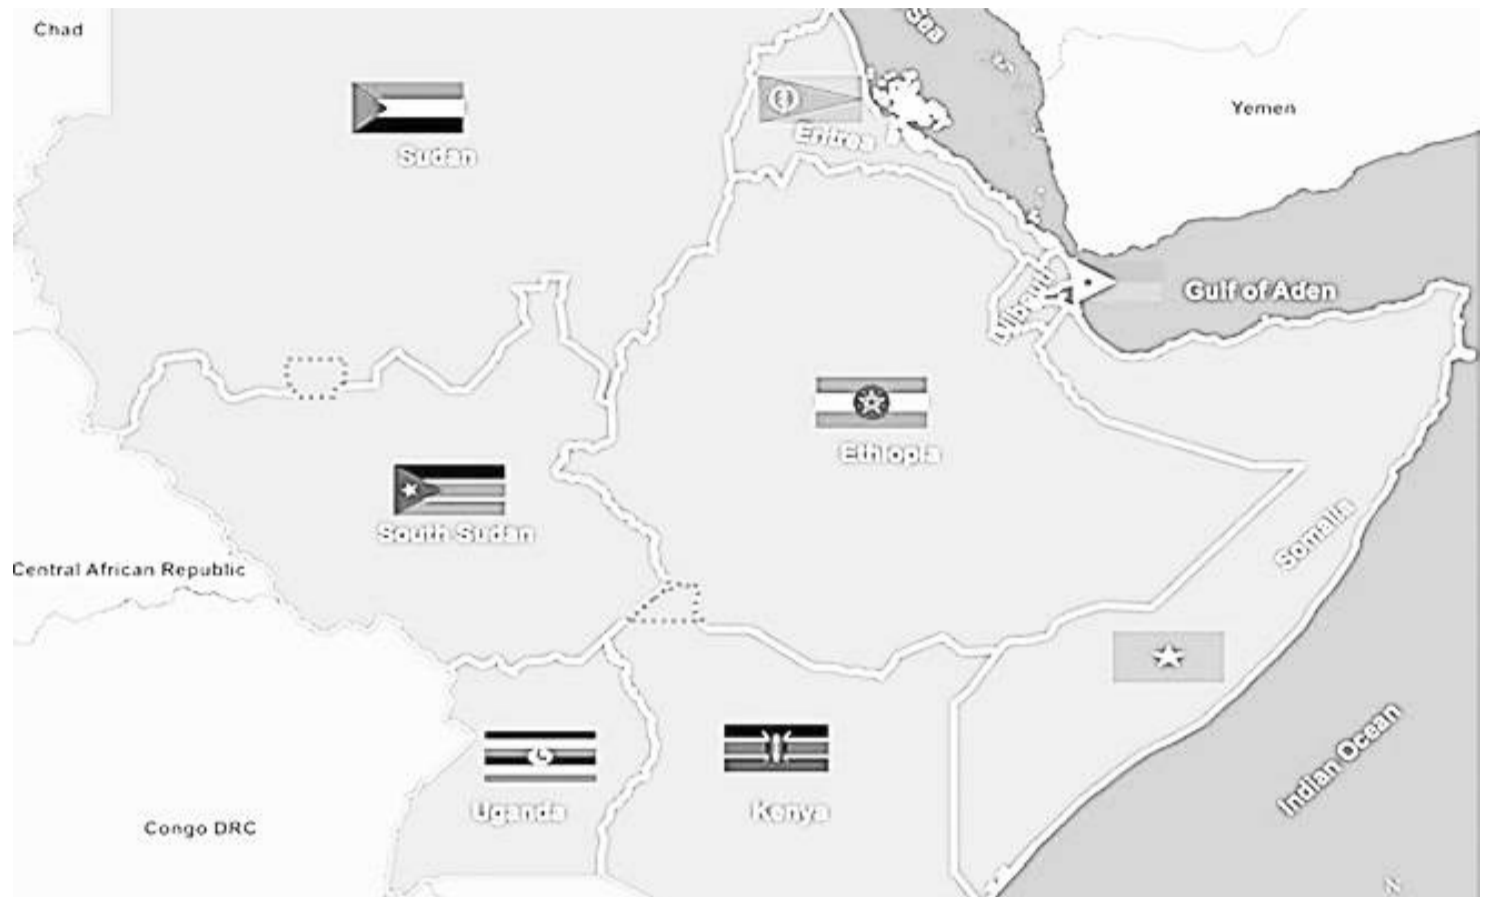 Chad
Sea
Yemen
Sudan
Eritrea
Djibouti
Gulf of Aden
Ethiopia
South Sudan
Somalia
Central African Republic
Indian Ocean
Uganda
Kenya
Congo DRC